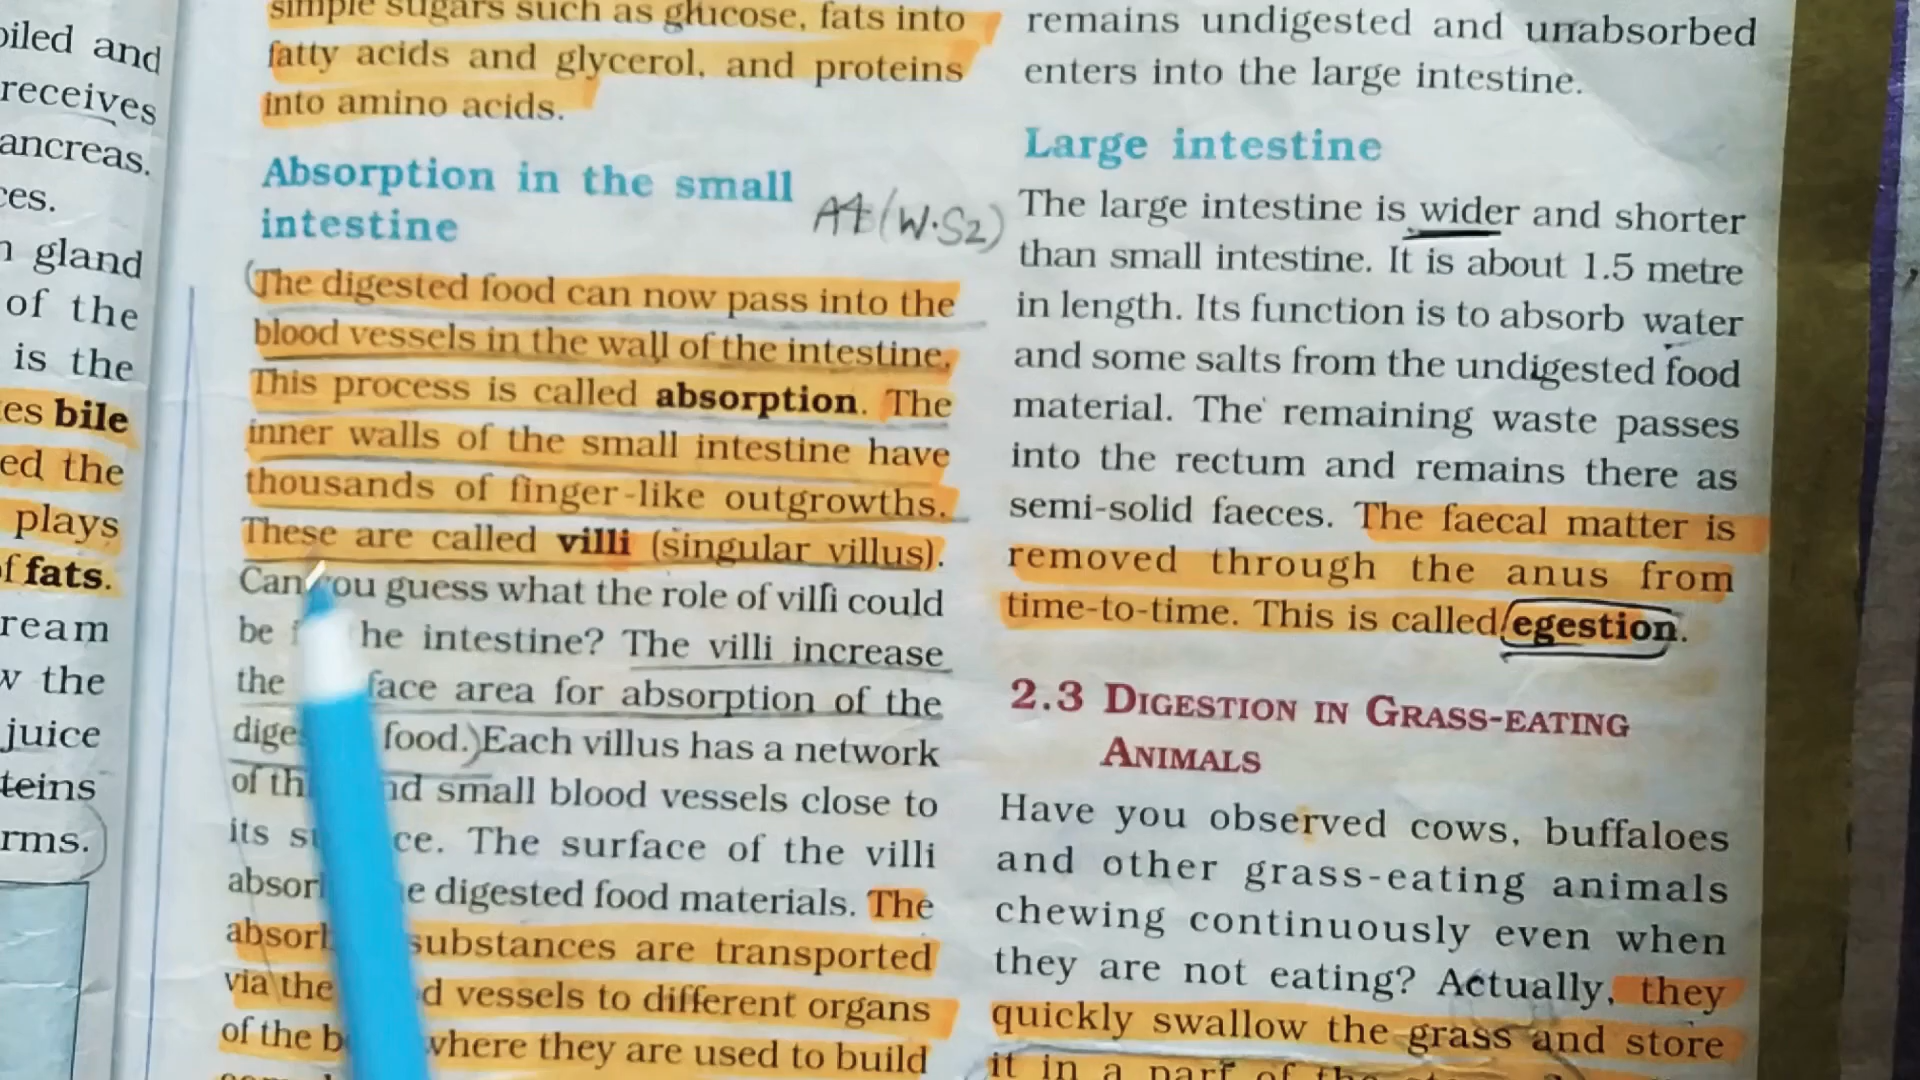 oiled and
receives
ancreas.
ces.
gland
of the
is the
es bile
ed the
plays
f fats.
ream
w the
juice
teins
rms.
simple sugars such as glucose, fats into
fatty acids and glycerol, and proteins
into amino acids.
Absorption in the small
intestine
A4 (W.S2)
(The digested food can now pass into the
blood vessels in the wall of the intestine.
This process is called absorption. The
inner walls of the small intestine have
thousands of finger-like outgrowths.
These are called villi (singular villus).
Can you guess what the role of villi could
be he intestine? The villi increase
the face area for absorption of the
dige food.) Each villus has a network
of th nd small blood vessels close to
its s ce. The surface of the villi
absor e digested food materials. The
absor substances are transported
via the d vessels to different organs
of the b where they are used to build
remains undigested and unabsorbed
enters into the large intestine.
Large intestine
The large intestine is wider and shorter
than small intestine. It is about 1.5 metre
in length. Its function is to absorb water
and some salts from the undigested food
material. The remaining waste passes
into the rectum and remains there as
semi-solid faeces. The faecal matter is
removed through the anus from
time-to-time. This is called egestion.
2.3 DIGESTION IN GRASS-EATING
ANIMALS
Have you observed cows, buffaloes
and other grass-eating animals
chewing continuously even when
they are not eating? Actually, they
quickly swallow the grass and store
it in a part of the